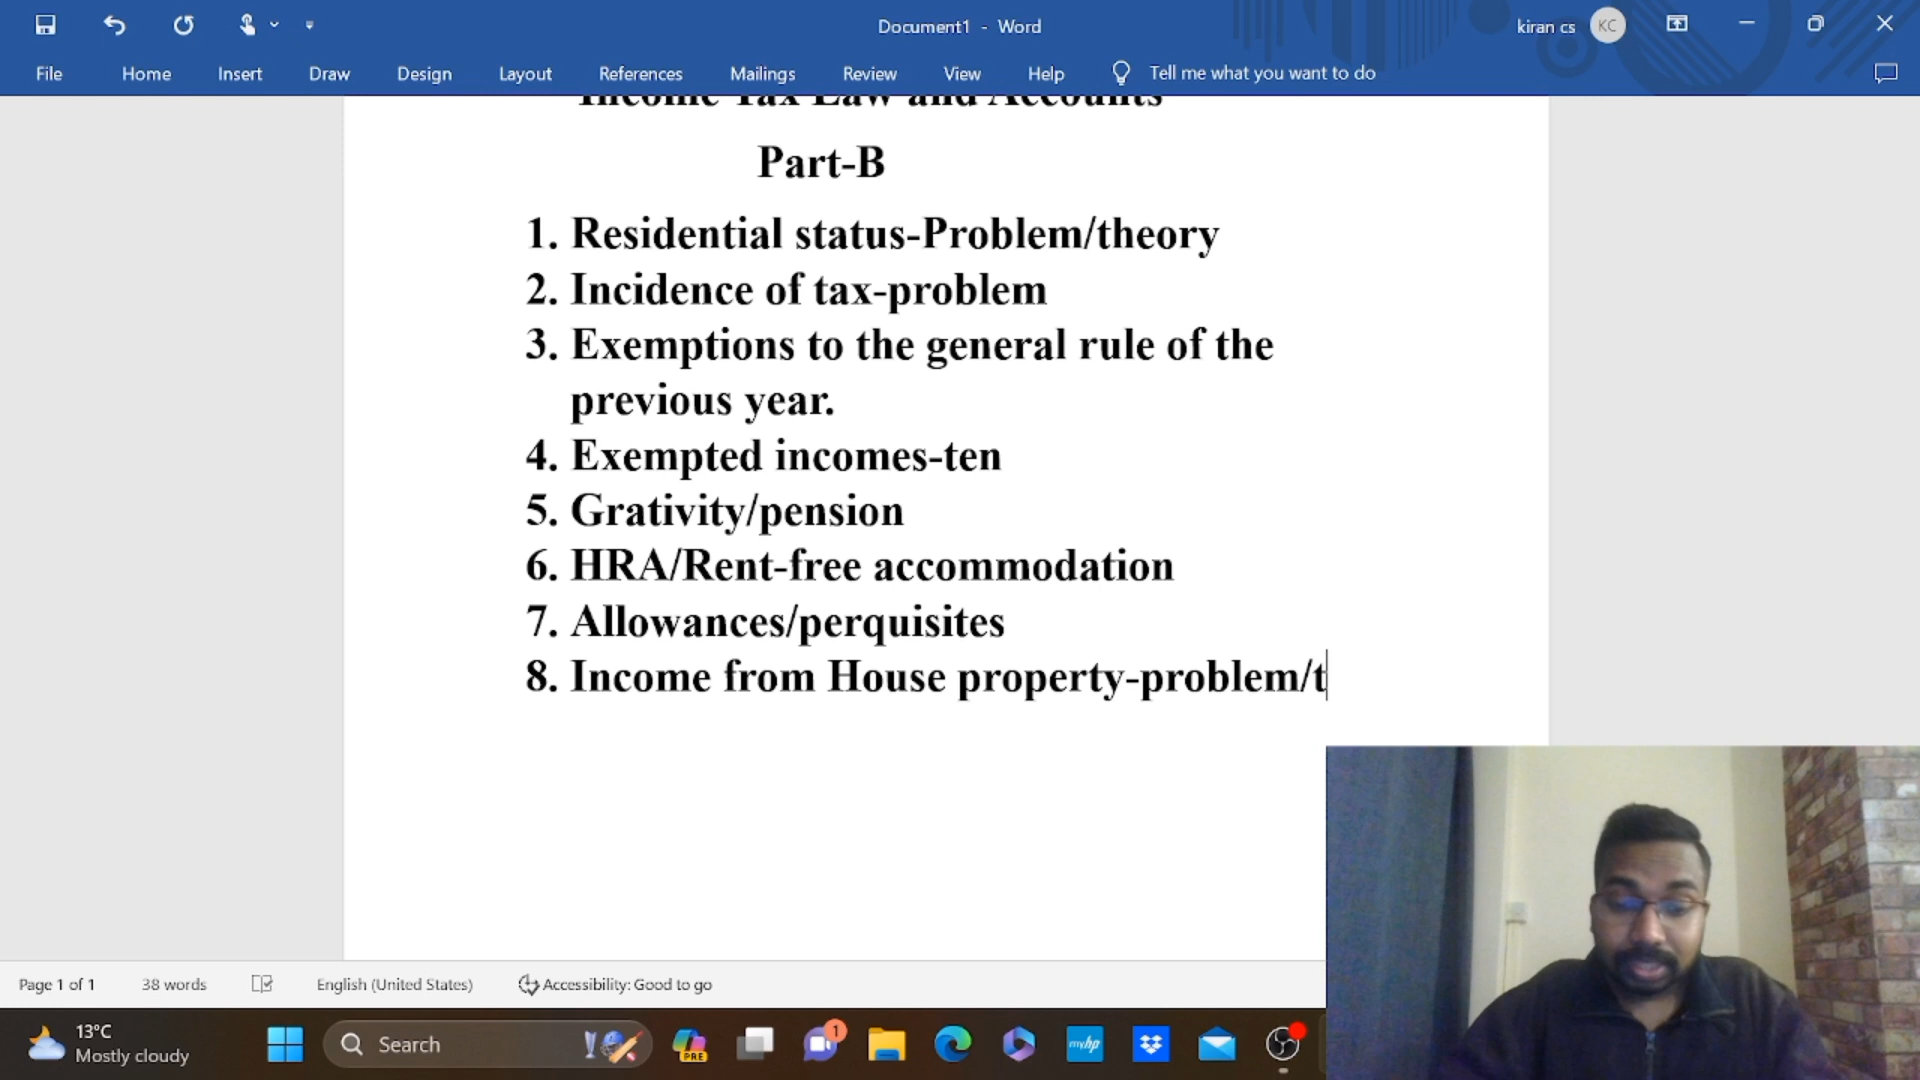 Document1 - Word
kiran cs
KC
File Home Insert Draw Design Layout References Mailings Review View Help Tell me what you want to do
Income Tax Law and Accounts
Part-B
1. Residential status-Problem/theory
2. Incidence of tax-problem
3. Exemptions to the general rule of the
previous year.
4. Exempted incomes-ten
5. Grativity/pension
6. HRA/Rent-free accommodation
7. Allowances/perquisites
8. Income from House property-problem/t
Page 1 of 1 38 words English (United States) Accessibility: Good to go
13°C
Mostly cloudy
Search
PRE
1
myhp